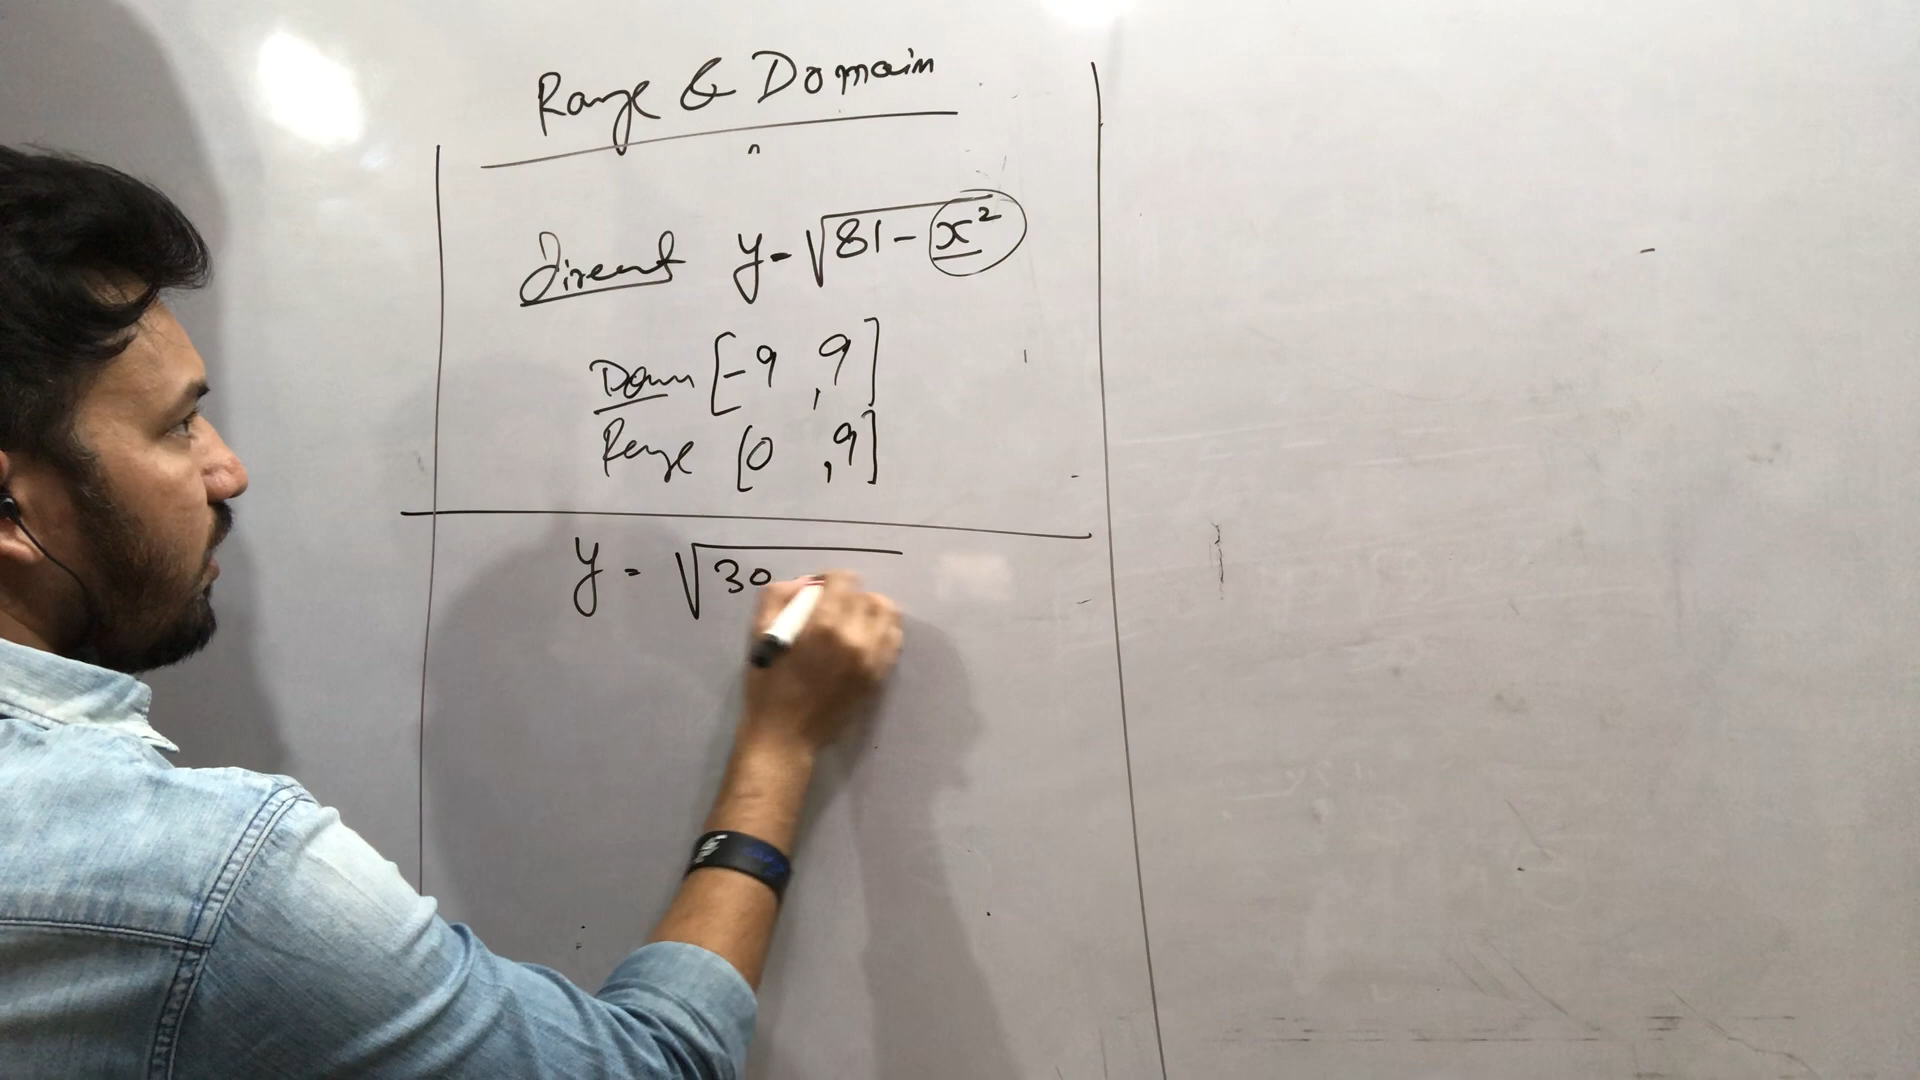 Range & Domain
direct y = √81 - x²
Dom [-9, 9]
Range [0, 9]
y = √30